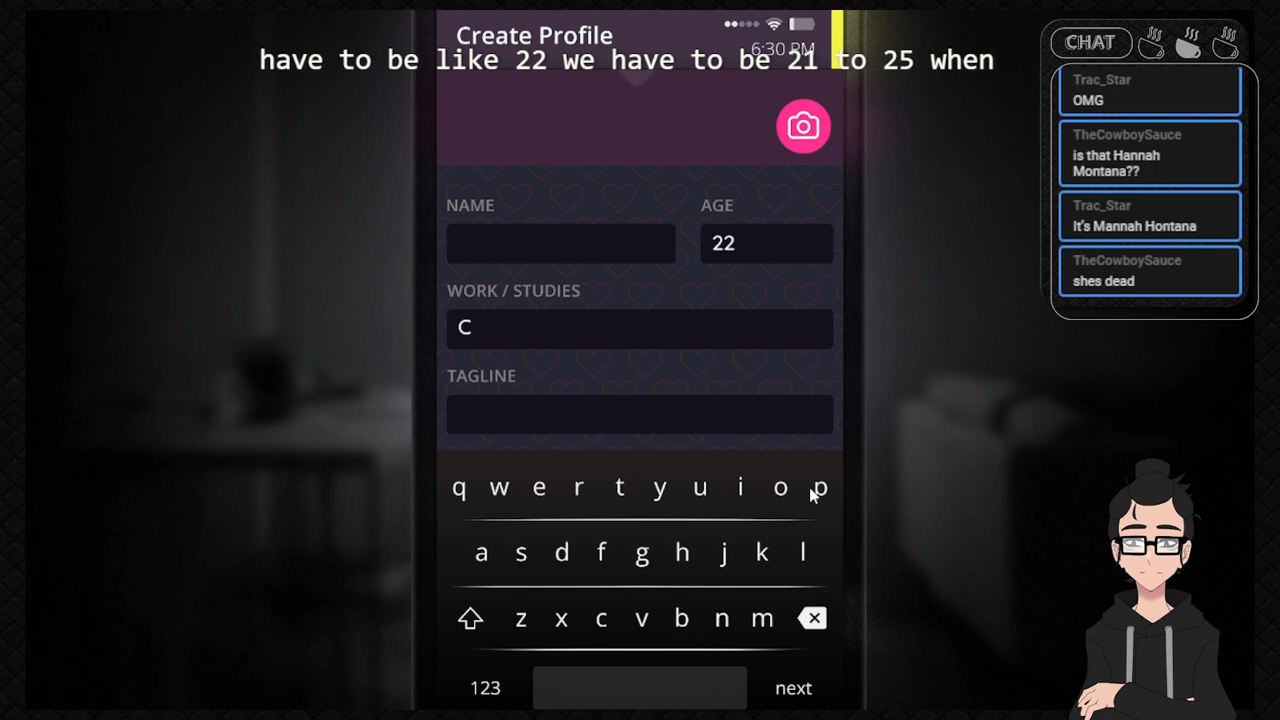 Create Profile
6:30 PM
have to be like 22 we have to be 21 to 25 when
NAME
AGE
22
WORK / STUDIES
C
TAGLINE
q w e r t y u i o p
a s d f g h j k l
z x c v b n m
123
next
CHAT
Trac_Star
OMG
TheCowboySauce
is that Hannah
Montana??
Trac_Star
It's Mannah Hontana
TheCowboySauce
shes dead